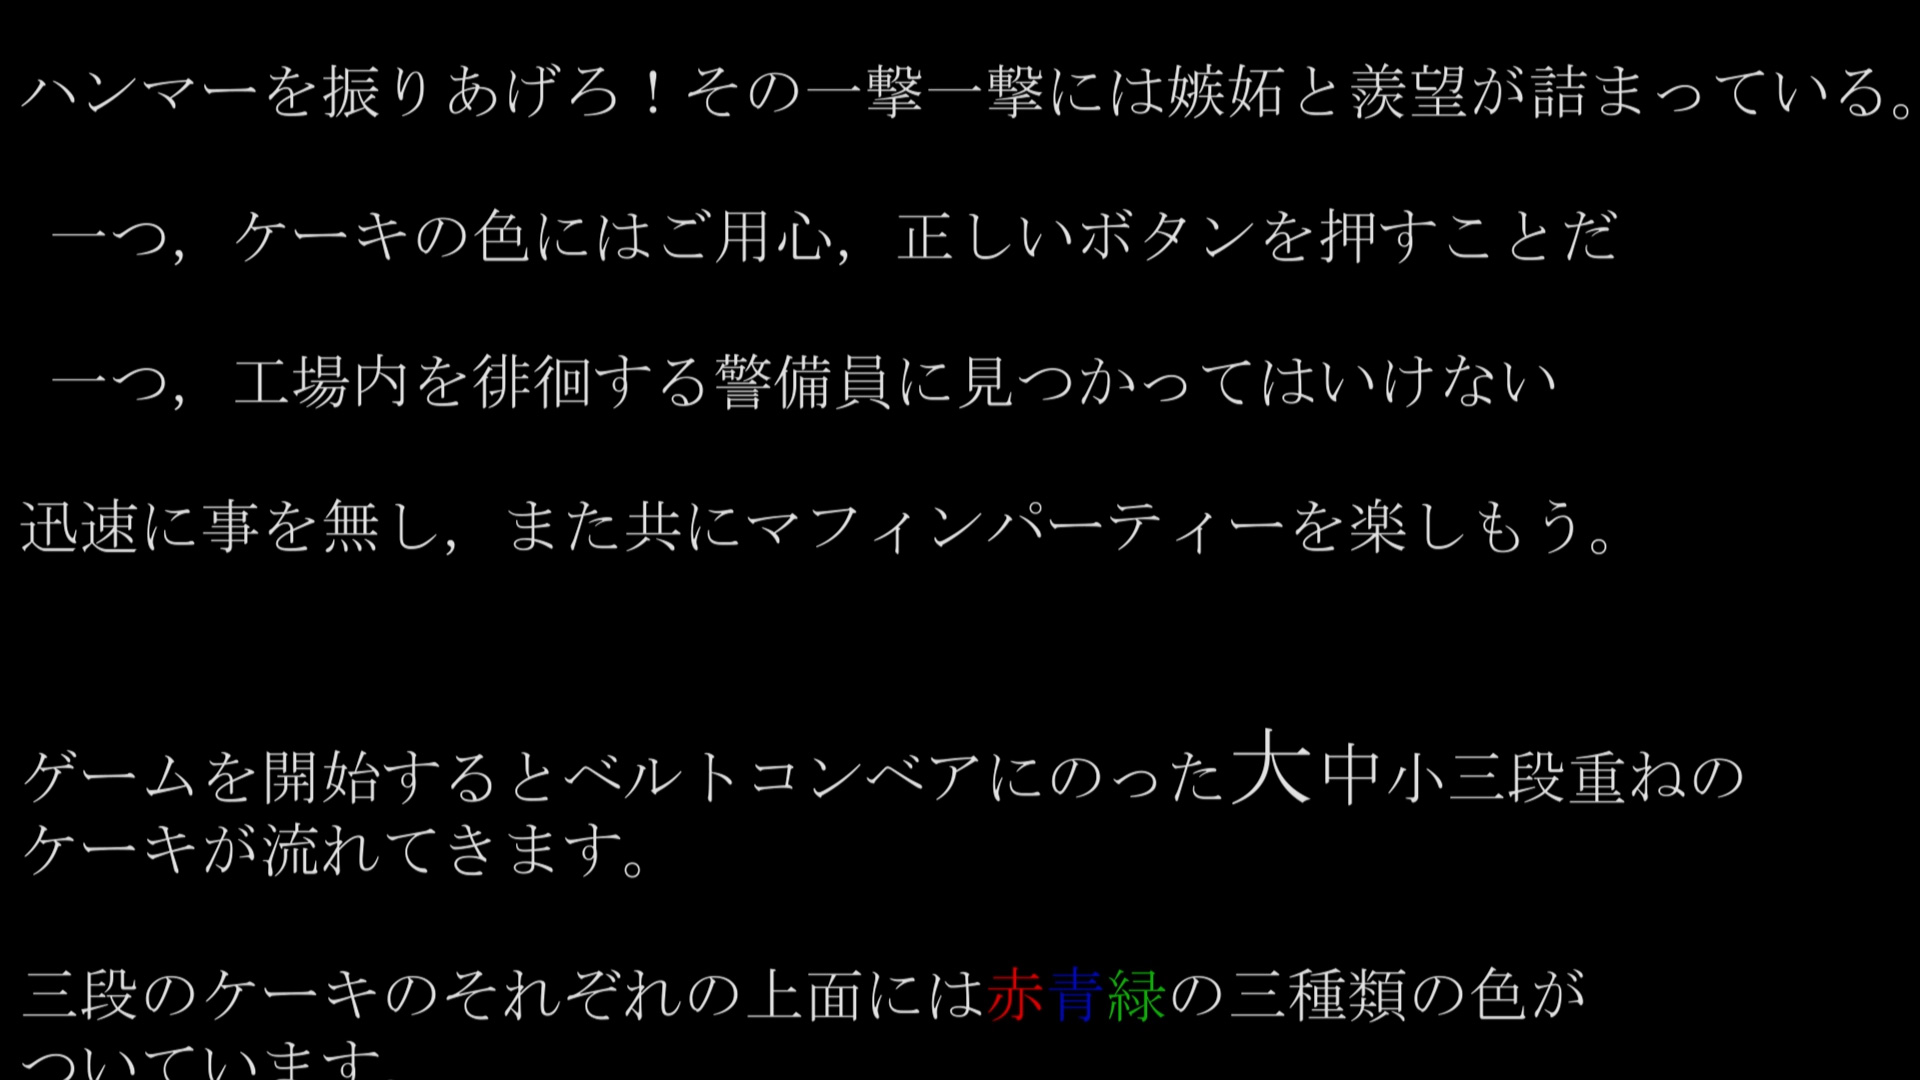 ハンマーを振りあげろ！その一撃一撃には嫉妬と羨望が詰まっている。
一つ，ケーキの色にはご用心，正しいボタンを押すことだ
一つ，工場内を徘徊する警備員に見つかってはいけない
迅速に事を無し，また共にマフィンパーティーを楽しもう。
ゲームを開始するとベルトコンベアにのった大中小三段重ねの
ケーキが流れてきます。
三段のケーキのそれぞれの上面には赤青緑の三種類の色が
ついています。